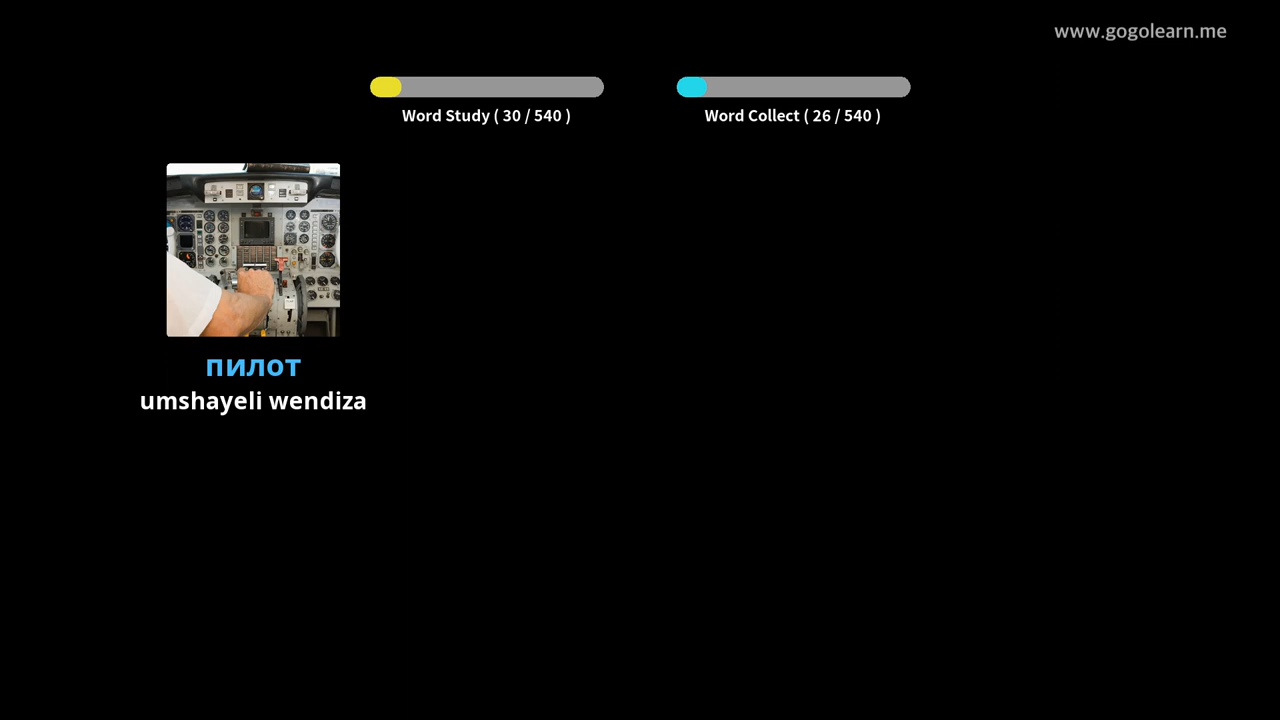 www.gogolearn.me
Word Study ( 30 / 540 )
Word Collect ( 26 / 540 )
пилот
umshayeli wendiza